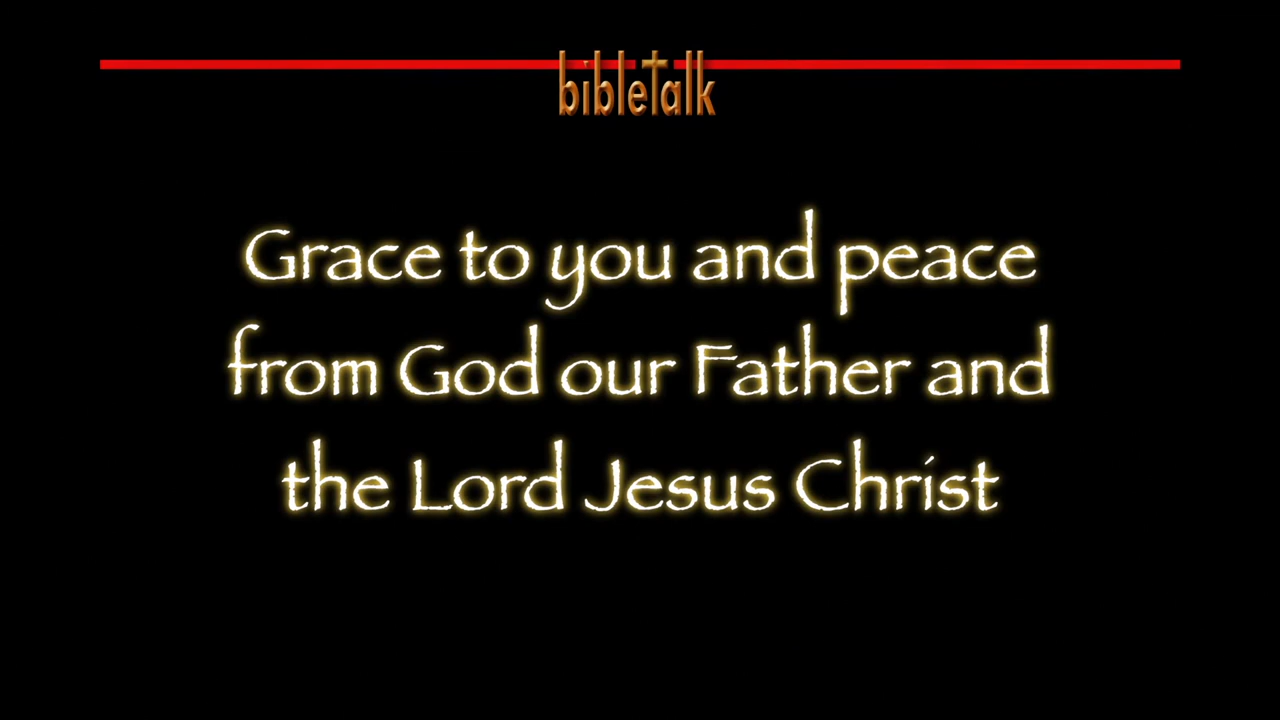 bibleTalk
Grace to you and peace
from God our Father and
the Lord Jesus Christ